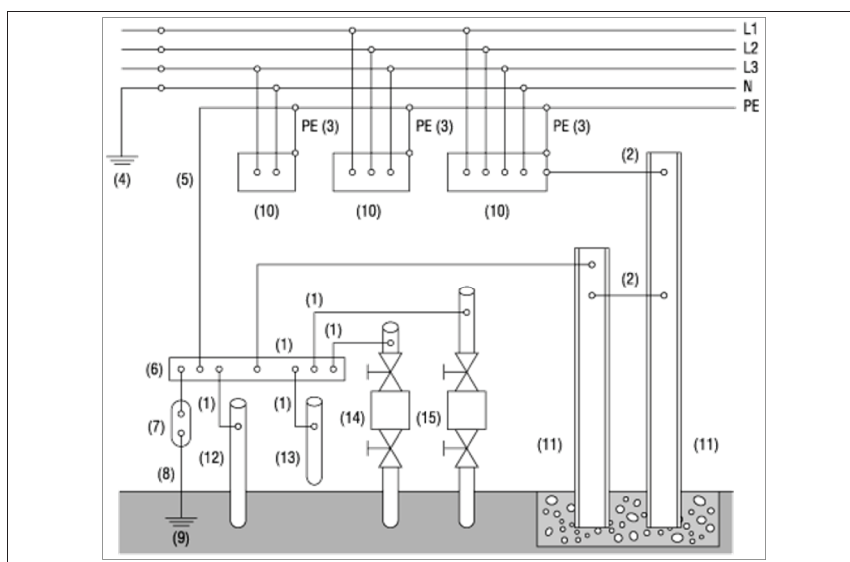 L1
L2
L3
N
PE
PE (3) PE (3) PE (3)
(4) (5) (2)
(10) (10) (10)
(2)
(1)
(1)
(1)
(6)
(1) (1)
(7) (14) (15)
(12) (13) (11) (11)
(8)
(9)